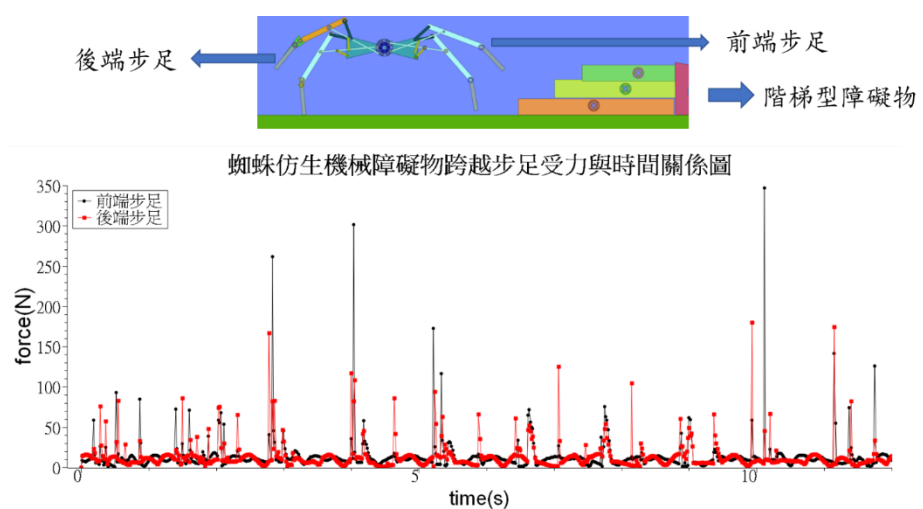 後端步足
前端步足
階梯型障礙物
蜘蛛仿生機械障礙物跨越步足受力與時間關係圖
前端步足
後端步足
force(N)
350
300
250
200
150
100
50
0
0
5
10
time(s)